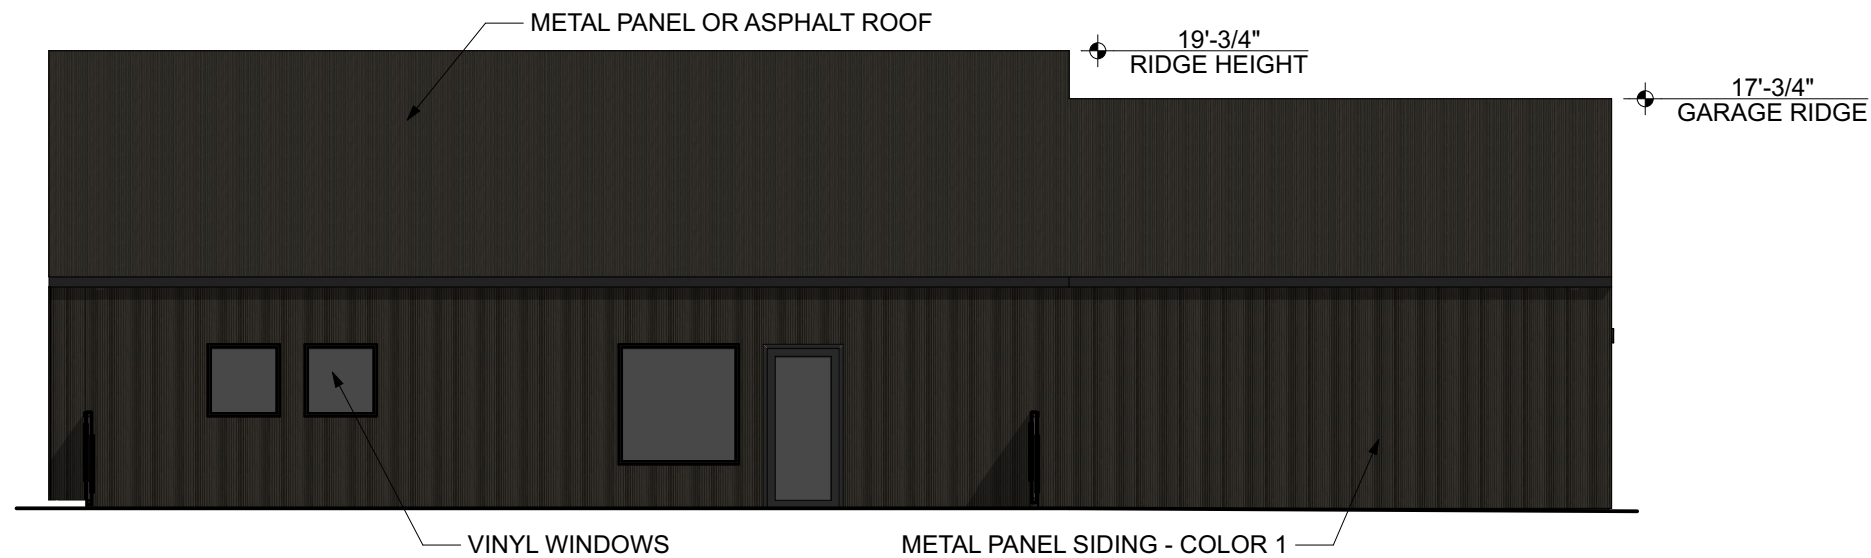 METAL PANEL OR ASPHALT ROOF
19'-3/4"
RIDGE HEIGHT
17'-3/4"
GARAGE RIDGE
VINYL WINDOWS
METAL PANEL SIDING - COLOR 1